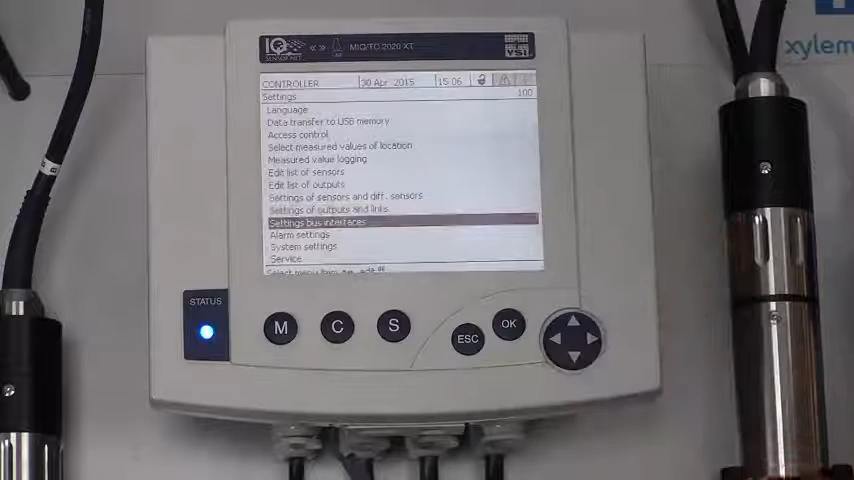 IQ
SENSOR NET
MIQ/TC 2020 XT
YSI
CONTROLLER 30 Apr 2015 15 06
Settings 100
Language
Data transfer to USB memory
Access control
Select measured values of location
Measured value logging
Edit list of sensors
Edit list of outputs
Settings of sensors and diff. sensors
Settings of outputs and links
Settings bus interfaces
Alarm settings
System settings
Service
Select menu item
STATUS
M C S ESC OK
xylem